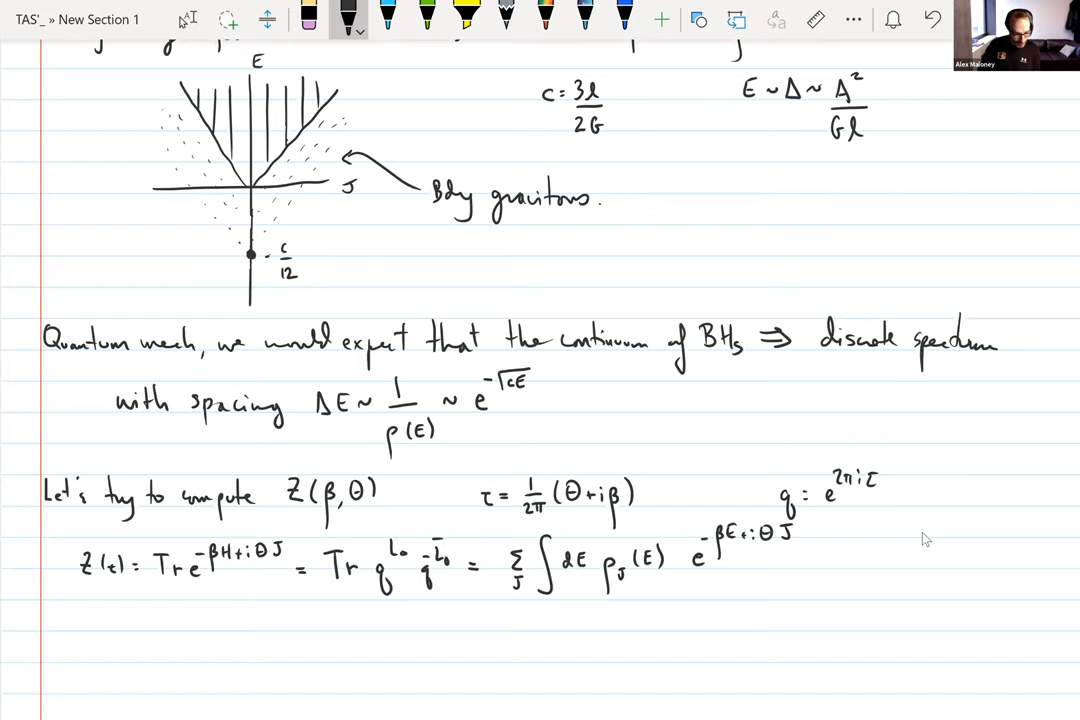 TAS'_ » New Section 1
Alex Maloney
E
c = 3l / 2G
E ~ Δ ~ A² / Gl
J
Bdy gravitons.
- c / 12
Quantum mech, we would expect that the continuum of BHs ⇒ discrete spectrum
with spacing ΔE ~ 1 / ρ(E) ~ e^{-√cE}
Let's try to compute Z(β, θ) τ = 1/2π (θ + iβ) q = e^{2πiτ}
Z(τ) = Tr e^{-βH + iθJ} = Tr q^{L₀} q̄^{L̄₀} = Σ_J ∫ dE ρ_J(E) e^{-βE + iθJ}